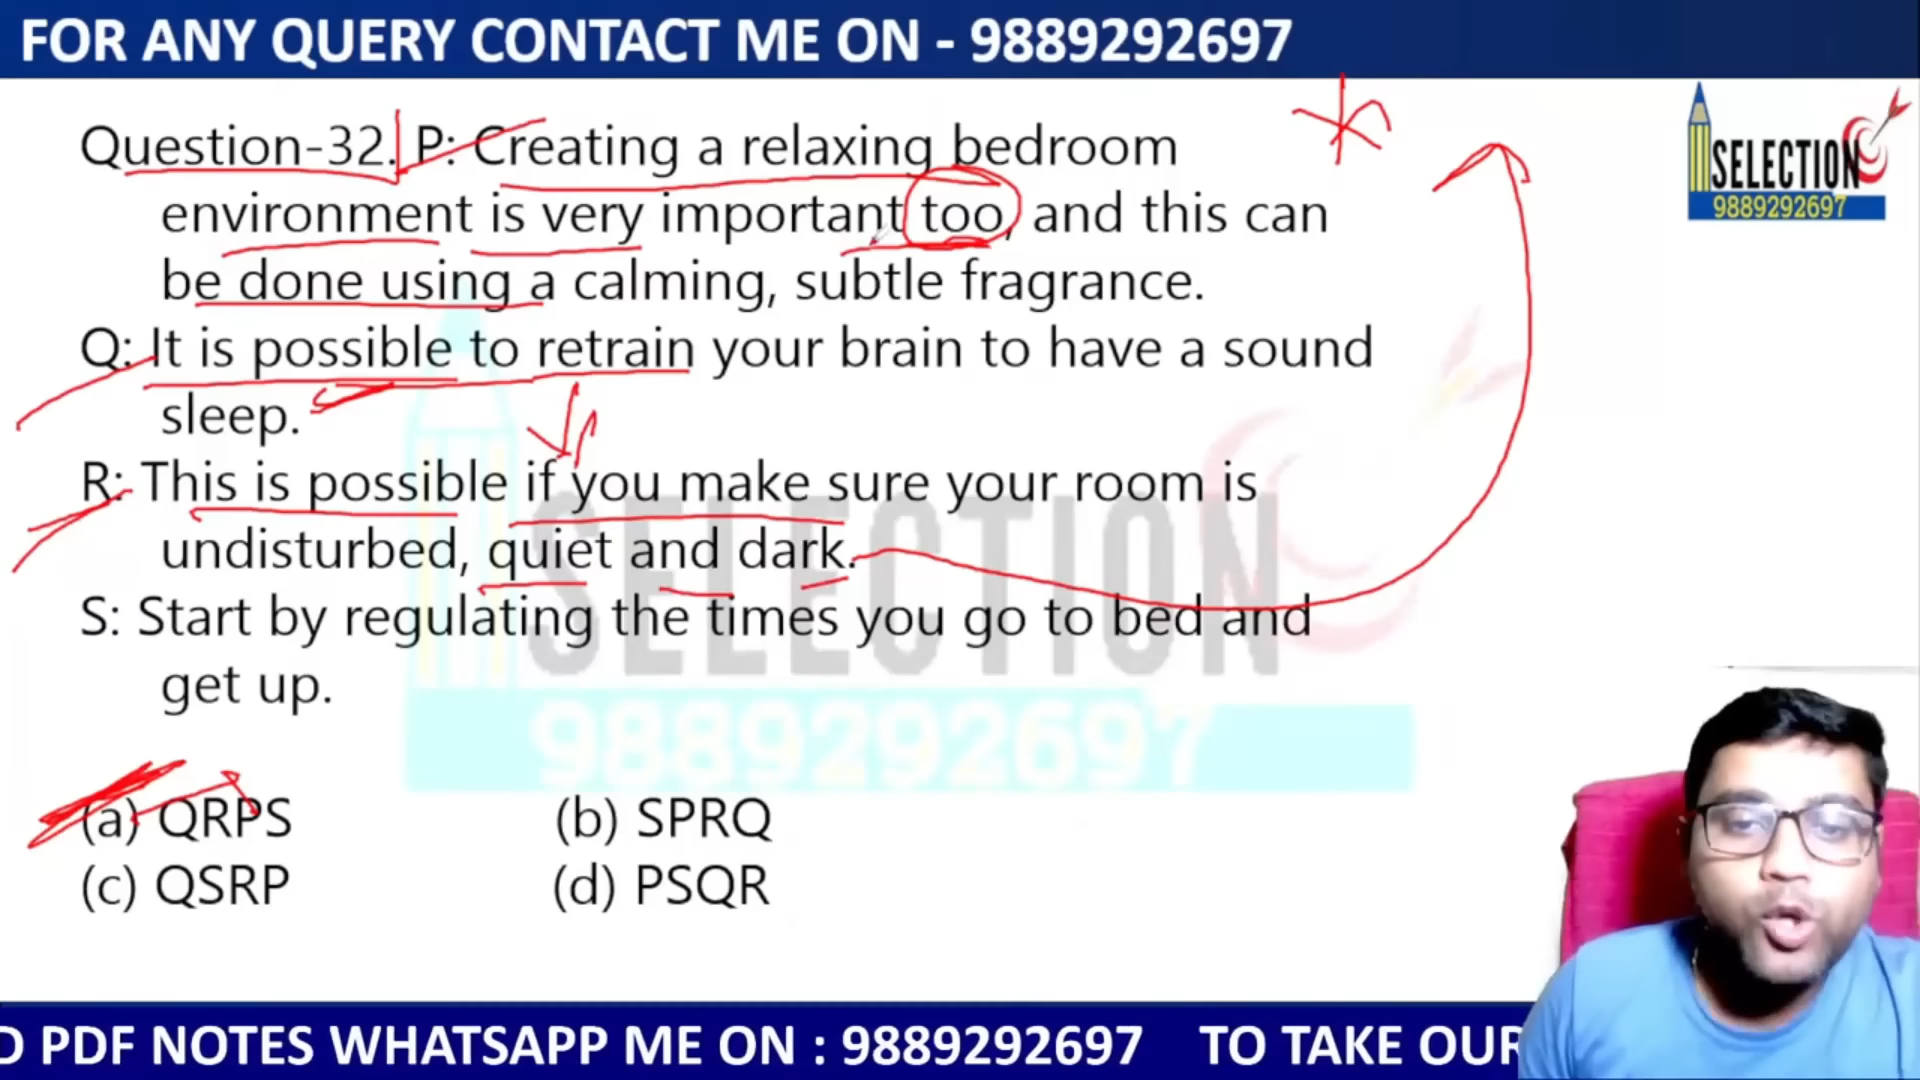 FOR ANY QUERY CONTACT ME ON - 9889292697
SELECTION
9889292697
Question-32. P: Creating a relaxing bedroom
environment is very important too, and this can
be done using a calming, subtle fragrance.
Q: It is possible to retrain your brain to have a sound
sleep.
R: This is possible if you make sure your room is
undisturbed, quiet and dark.
S: Start by regulating the times you go to bed and
get up.
SELECTION
9889292697
(a) QRPS (b) SPRQ
(c) QSRP (d) PSQR
D PDF NOTES WHATSAPP ME ON : 9889292697 TO TAKE OUR